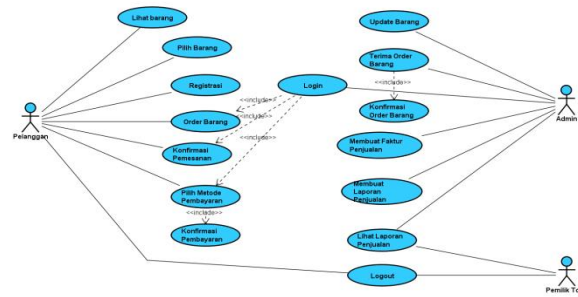 Lihat barang
Pilih Barang
Registrasi
Order Barang
Konfirmasi
Pemesanan
Pilih Metode
Pembayaran
<<include>>
Konfirmasi
Pembayaran
Pelanggan
Login
<<include>>
<<include>>
<<include>>
Update Barang
Terima Order
Barang
<<include>>
Konfirmasi
Order Barang
Membuat Faktur
Penjualan
Membuat
Laporan
Penjualan
Lihat Laporan
Penjualan
Logout
Admin
Pemilik To